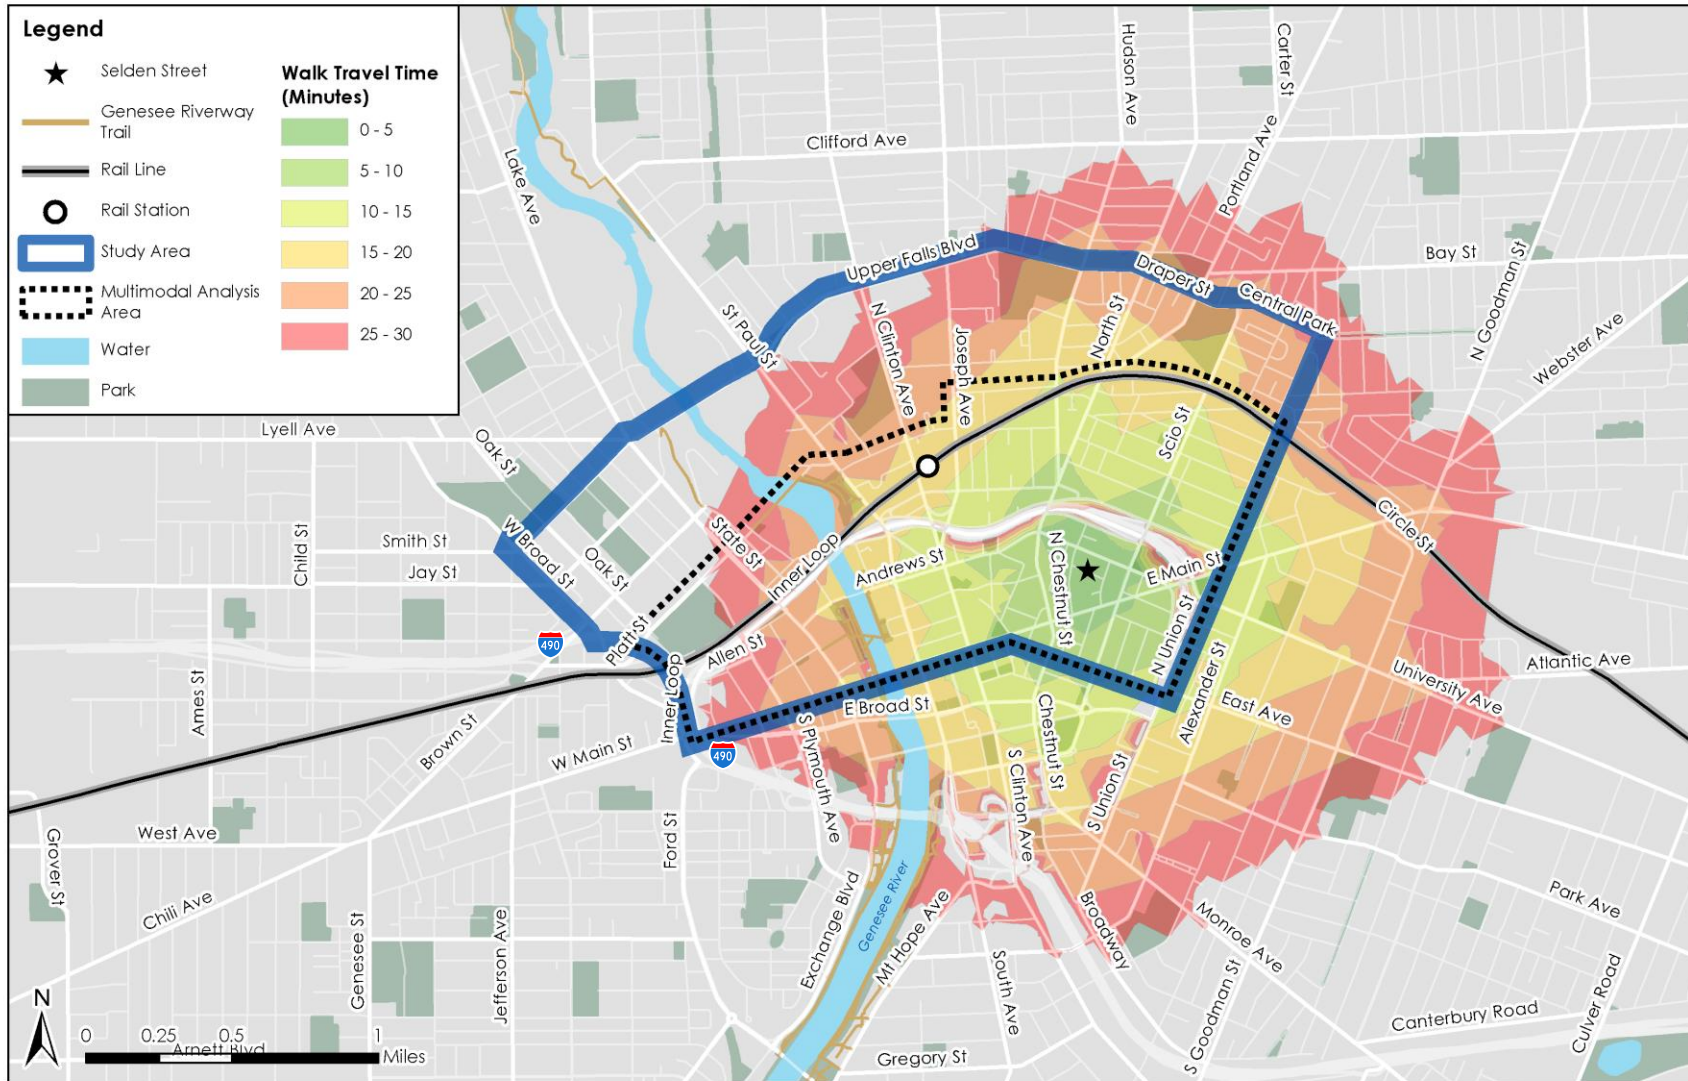 Legend
Selden Street
Genesee Riverway
Trail
Rail Line
Rail Station
Study Area
Multimodal Analysis
Area
Water
Park
Walk Travel Time
(Minutes)
0 - 5
5 - 10
10 - 15
15 - 20
20 - 25
25 - 30
Hudson Ave
Carter St
Clifford Ave
Lake Ave
Portland Ave
Upper Falls Blvd
Draper St
Bay St
N Goodman St
Central Park
St Paul St
N Clinton Ave
Joseph Ave
North St
Webster Ave
Lyell Ave
Oak St
Scio St
Circle St
Child St
Smith St
Jay St
W Broad St
Oak St
State St
Inner Loop
Andrews St
N Chestnut St
E Main St
490
Platt St
Allen St
N Union St
Ames St
Inner Loop
E Broad St
Alexander St
University Ave
Atlantic Ave
East Ave
Brown St
W Main St
490
S Plymouth Ave
Chestnut St
S Clinton Ave
S Union St
West Ave
Grover St
Ford St
Chili Ave
Genesee St
Jefferson Ave
Exchange Blvd
Genesee River
Mt Hope Ave
South Ave
Broadway
Monroe Ave
Park Ave
S Goodman St
Canterbury Road
Culver Road
Gregory St
N
0
0.25
0.5
1
Miles
Arnett Blvd